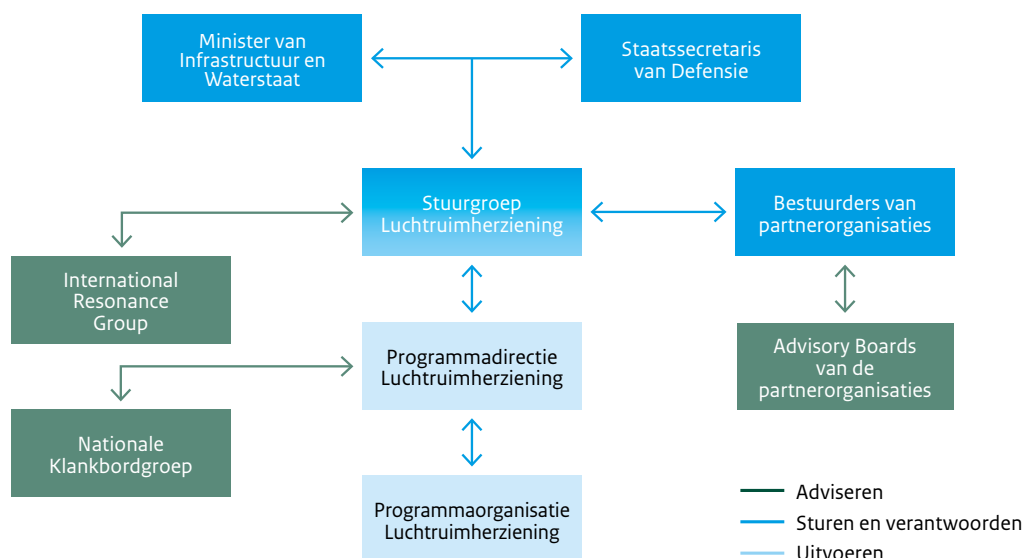 Minister van
Infrastructuur en
Waterstaat
Staatssecretaris
van Defensie
Stuurgroep
Luchtruimherziening
Bestuurders van
partnerorganisaties
International
Resonance
Group
Programmadirectie
Luchtruimherziening
Advisory Boards
van de
partnerorganisaties
Nationale
Klankbordgroep
Programmaorganisatie
Luchtruimherziening
Adviseren
Sturen en verantwoorden
Uitvoeren